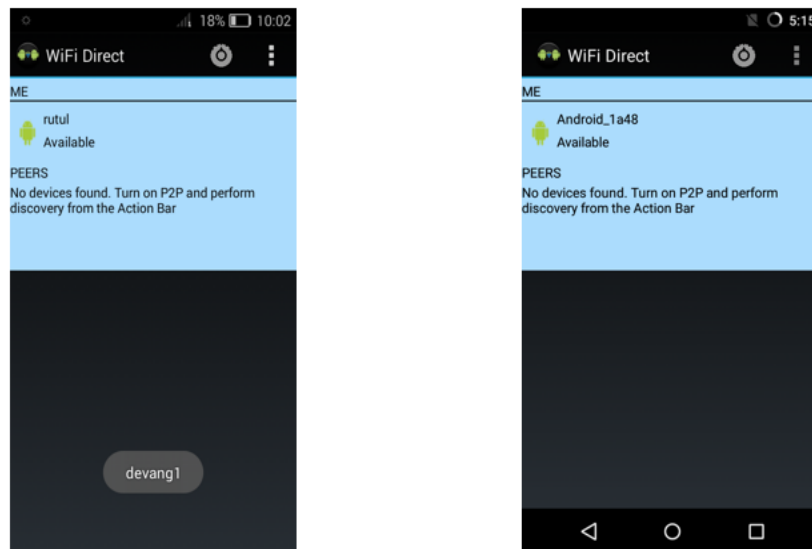 18% 10:02
WiFi Direct
ME
rutul
Available
PEERS
No devices found. Turn on P2P and perform
discovery from the Action Bar
devang1
5:15
WiFi Direct
ME
Android_1a48
Available
PEERS
No devices found. Turn on P2P and perform
discovery from the Action Bar